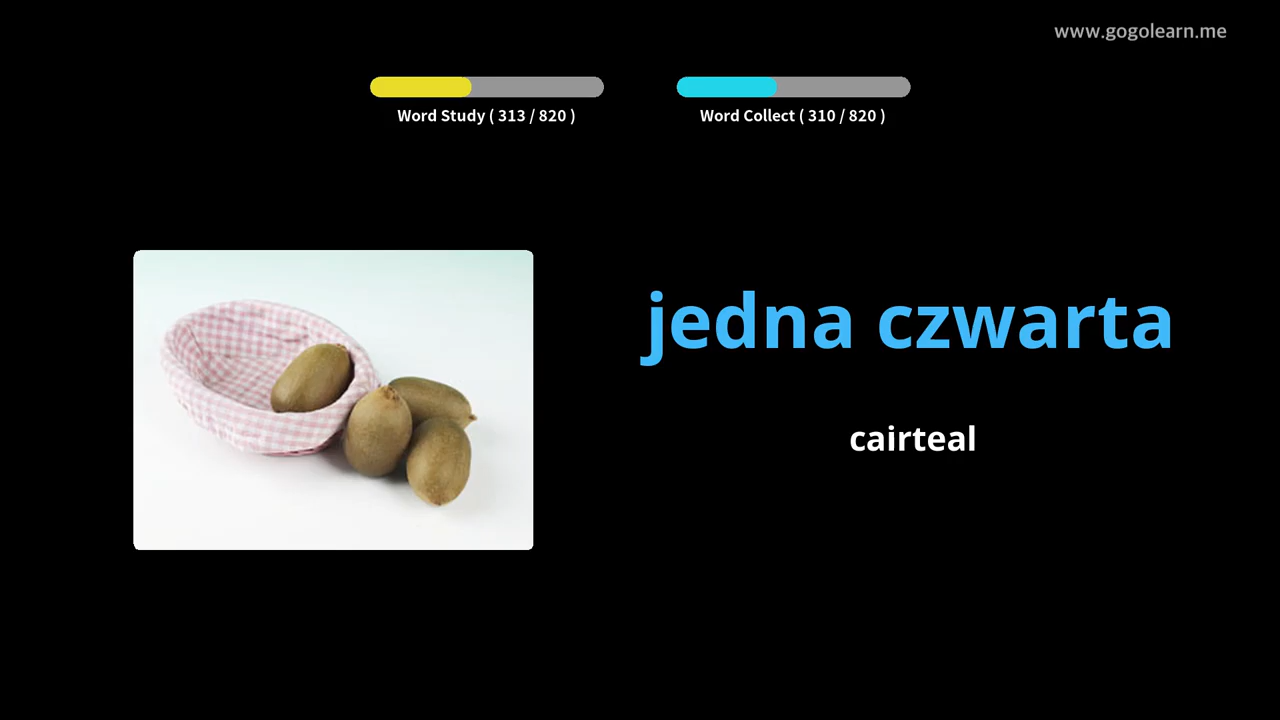 www.gogolearn.me
Word Study ( 313 / 820 )
Word Collect ( 310 / 820 )
jedna czwarta
cairteal